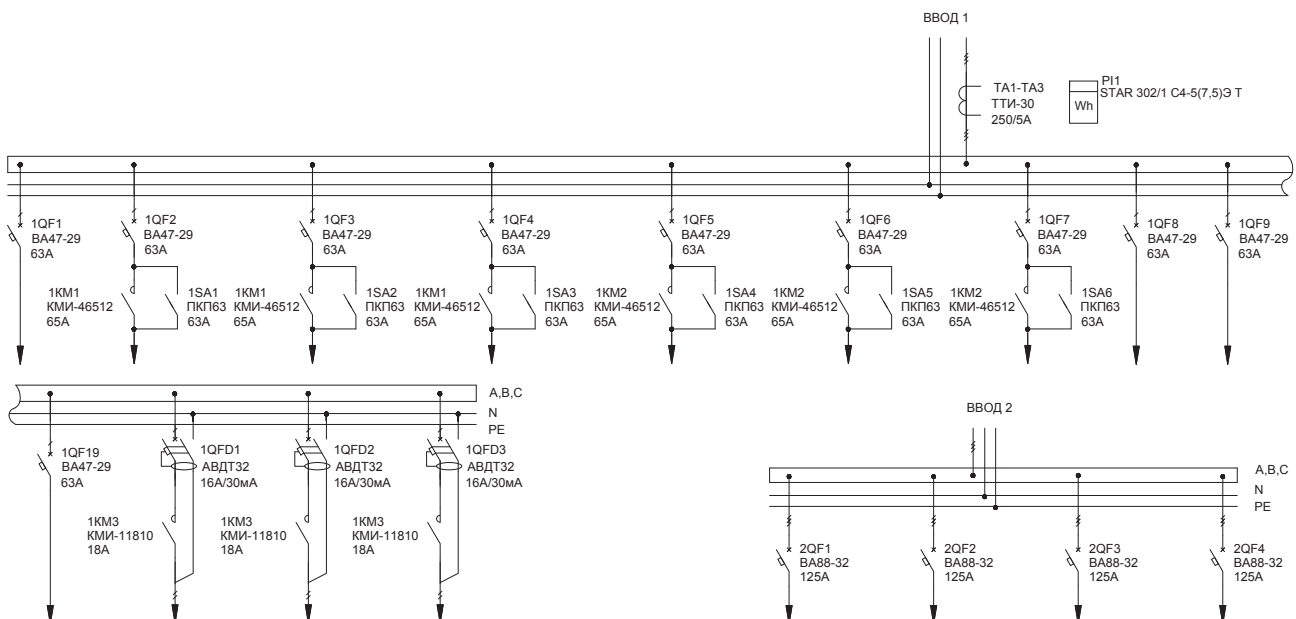 ВВОД 1
ТА1-ТА3
ТТИ-30
250/5А
PI1
STAR 302/1 С4-5(7,5)Э Т
Wh
1QF1
ВА47-29
63А
1QF2
ВА47-29
63А
1QF3
ВА47-29
63А
1QF4
ВА47-29
63А
1QF5
ВА47-29
63А
1QF6
ВА47-29
63А
1QF7
ВА47-29
63А
1QF8
ВА47-29
63А
1QF9
ВА47-29
63А
1КМ1
КМИ-46512
65А
1SA1
ПКП63
63А
1КМ1
КМИ-46512
65А
1SA2
ПКП63
63А
1КМ1
КМИ-46512
65А
1SA3
ПКП63
63А
1КМ2
КМИ-46512
65А
1SA4
ПКП63
63А
1КМ2
КМИ-46512
65А
1SA5
ПКП63
63А
1КМ2
КМИ-46512
65А
1SA6
ПКП63
63А
A,B,C
N
PE
1QF19
ВА47-29
63А
1QFD1
АВДТ32
16А/30мА
1QFD2
АВДТ32
16А/30мА
1QFD3
АВДТ32
16А/30мА
1КМ3
КМИ-11810
18А
1КМ3
КМИ-11810
18А
1КМ3
КМИ-11810
18А
ВВОД 2
A,B,C
N
PE
2QF1
ВА88-32
125А
2QF2
ВА88-32
125А
2QF3
ВА88-32
125А
2QF4
ВА88-32
125А